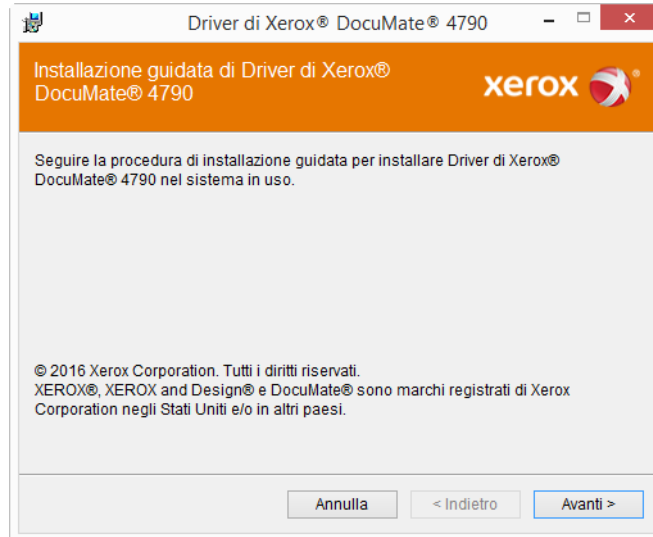 Driver di Xerox® DocuMate® 4790
Installazione guidata di Driver di Xerox®
DocuMate® 4790
xerox ®
Seguire la procedura di installazione guidata per installare Driver di Xerox®
DocuMate® 4790 nel sistema in uso.
© 2016 Xerox Corporation. Tutti i diritti riservati.
XEROX®, XEROX and Design® e DocuMate® sono marchi registrati di Xerox
Corporation negli Stati Uniti e/o in altri paesi.
Annulla < Indietro Avanti >